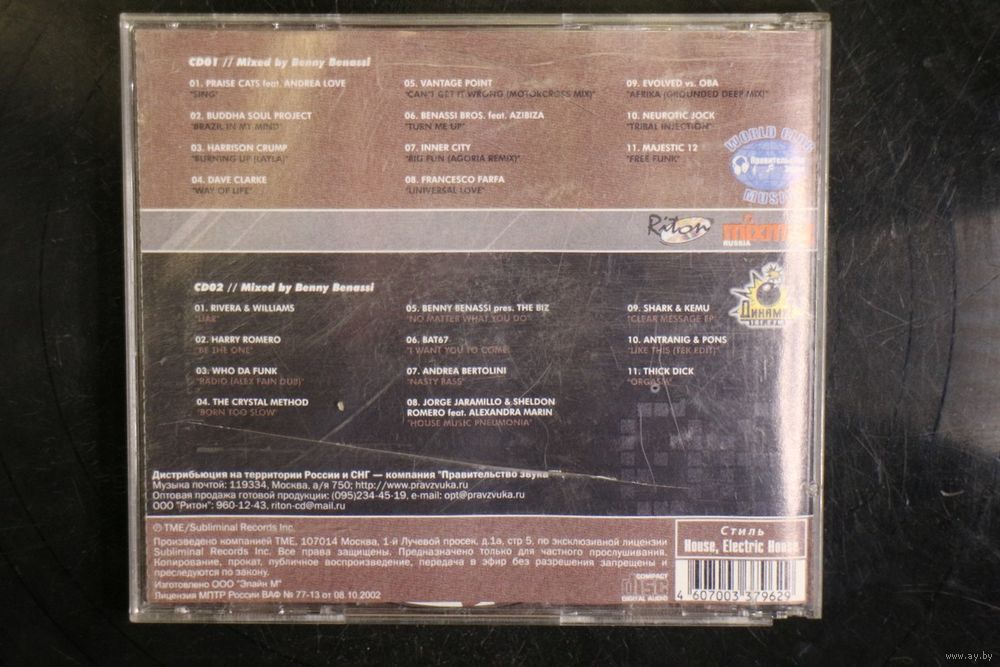 CD01 // Mixed by Benny Benassi
01. PRAISE CATS feat. ANDREA LOVE
"SING"
02. BUDDHA SOUL PROJECT
"BRAZIL IN MY MIND"
03. HARRISON CRUMP
"BURNING UP (LAYLA)"
04. DAVE CLARKE
"WAY OF LIFE"
05. VANTAGE POINT
"CAN'T GET IT WRONG (MOTORCROSS MIX)"
06. BENASSI BROS. feat. AZIBIZA
"TURN ME UP"
07. INNER CITY
"BIG FUN (AGORIA REMIX)"
08. FRANCESCO FARFA
"UNIVERSAL LOVE"
09. EVOLVED vs. OBA
"AFRIKA (GROUNDED DEEP MIX)"
10. NEUROTIC JOCK
"TRIBAL INJECTION"
11. MAJESTIC 12
"FREE FUNK"
WORLD CLUB
MUSIC
Riton
RUSSIA
CD02 // Mixed by Benny Benassi
01. RIVERA & WILLIAMS
"LIAR"
02. HARRY ROMERO
"BE THE ONE"
03. WHO DA FUNK
"RADIO (ALEX FAIN DUB)"
04. THE CRYSTAL METHOD
"BORN TOO SLOW"
05. BENNY BENASSI pres. THE BIZ
"NO MATTER WHAT YOU DO"
06. BAT67
"I WANT YOU TO COME"
07. ANDREA BERTOLINI
"NASTY BASS"
08. JORGE JARAMILLO & SHELDON
ROMERO feat. ALEXANDRA MARIN
"HOUSE MUSIC PNEUMONIA"
09. SHARK & KEMU
"CLEAR MESSAGE EP"
10. ANTRANIG & PONS
"LIKE THIS (TEK EDIT)"
11. THICK DICK
"ORGASM"
Дистрибьюция на территории России и СНГ — компания "Правительство звука"
Музыка почтой: 119334, Москва, а/я 750; http://www.pravzvuka.ru
Оптовая продажа готовой продукции: (095)234-45-19, e-mail: opt@pravzvuka.ru
ООО "Ритон": 960-12-43, riton-cd@mail.ru
℗ TME/Subliminal Records Inc.
Произведено компанией TME, 107014 Москва, 1-й Лучевой просек, д.1а, стр 5, по эксклюзивной лицензии
Subliminal Records Inc. Все права защищены. Предназначено только для частного прослушивания.
Копирование, прокат, публичное воспроизведение, передача в эфир без разрешения запрещены и
преследуются по закону.
Изготовлено ООО "Элайн М"
Лицензия МПТР России ВАФ № 77-13 от 08.10.2002
Стиль
House, Electric House
COMPACT
disc
DIGITAL AUDIO
4 607003 379629
www.ay.by